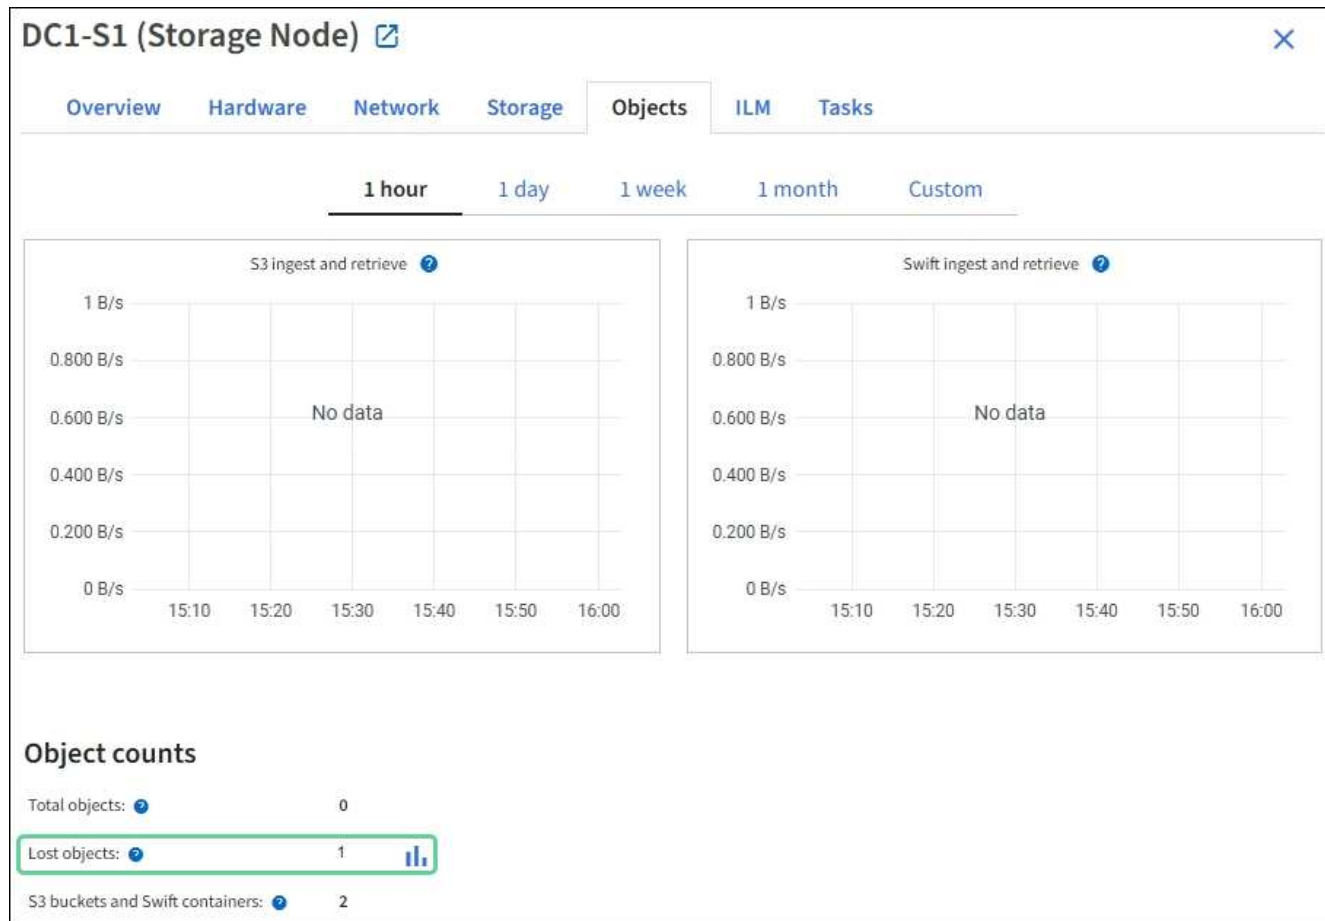 DC1-S1 (Storage Node)
Overview Hardware Network Storage Objects ILM Tasks
1 hour 1 day 1 week 1 month Custom
S3 ingest and retrieve
1 B/s
0.800 B/s
0.600 B/s
0.400 B/s
0.200 B/s
0 B/s
No data
15:10 15:20 15:30 15:40 15:50 16:00
Swift ingest and retrieve
1 B/s
0.800 B/s
0.600 B/s
0.400 B/s
0.200 B/s
0 B/s
No data
15:10 15:20 15:30 15:40 15:50 16:00
Object counts
Total objects: 0
Lost objects: 1
S3 buckets and Swift containers: 2